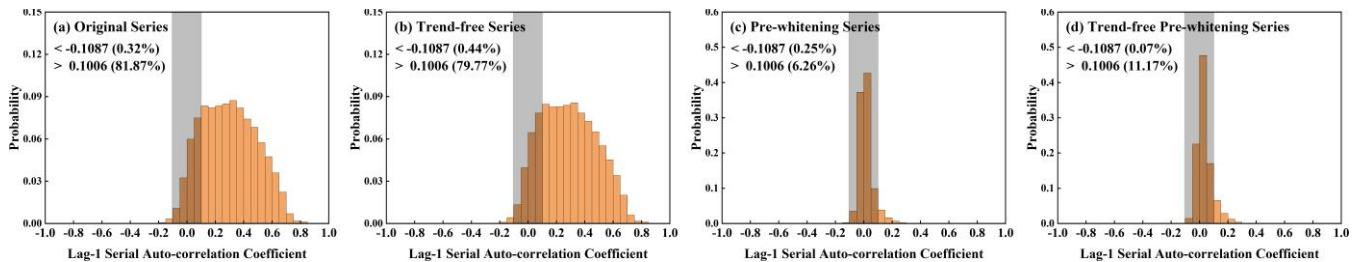 (a) Original Series
< -0.1087 (0.32%)
> 0.1006 (81.87%)
0.15
0.12
0.09
0.06
0.03
0.00
Probability
-1.0 -0.8 -0.6 -0.4 -0.2 0.0 0.2 0.4 0.6 0.8 1.0
Lag-1 Serial Auto-correlation Coefficient
(b) Trend-free Series
< -0.1087 (0.44%)
> 0.1006 (79.77%)
0.15
0.12
0.09
0.06
0.03
0.00
Probability
-1.0 -0.8 -0.6 -0.4 -0.2 0.0 0.2 0.4 0.6 0.8 1.0
Lag-1 Serial Auto-correlation Coefficient
(c) Pre-whitening Series
< -0.1087 (0.25%)
> 0.1006 (6.26%)
0.6
0.5
0.4
0.3
0.2
0.1
0.0
Probability
-1.0 -0.8 -0.6 -0.4 -0.2 0.0 0.2 0.4 0.6 0.8 1.0
Lag-1 Serial Auto-correlation Coefficient
(d) Trend-free Pre-whitening Series
< -0.1087 (0.07%)
> 0.1006 (11.17%)
0.6
0.5
0.4
0.3
0.2
0.1
0.0
Probability
-1.0 -0.8 -0.6 -0.4 -0.2 0.0 0.2 0.4 0.6 0.8 1.0
Lag-1 Serial Auto-correlation Coefficient